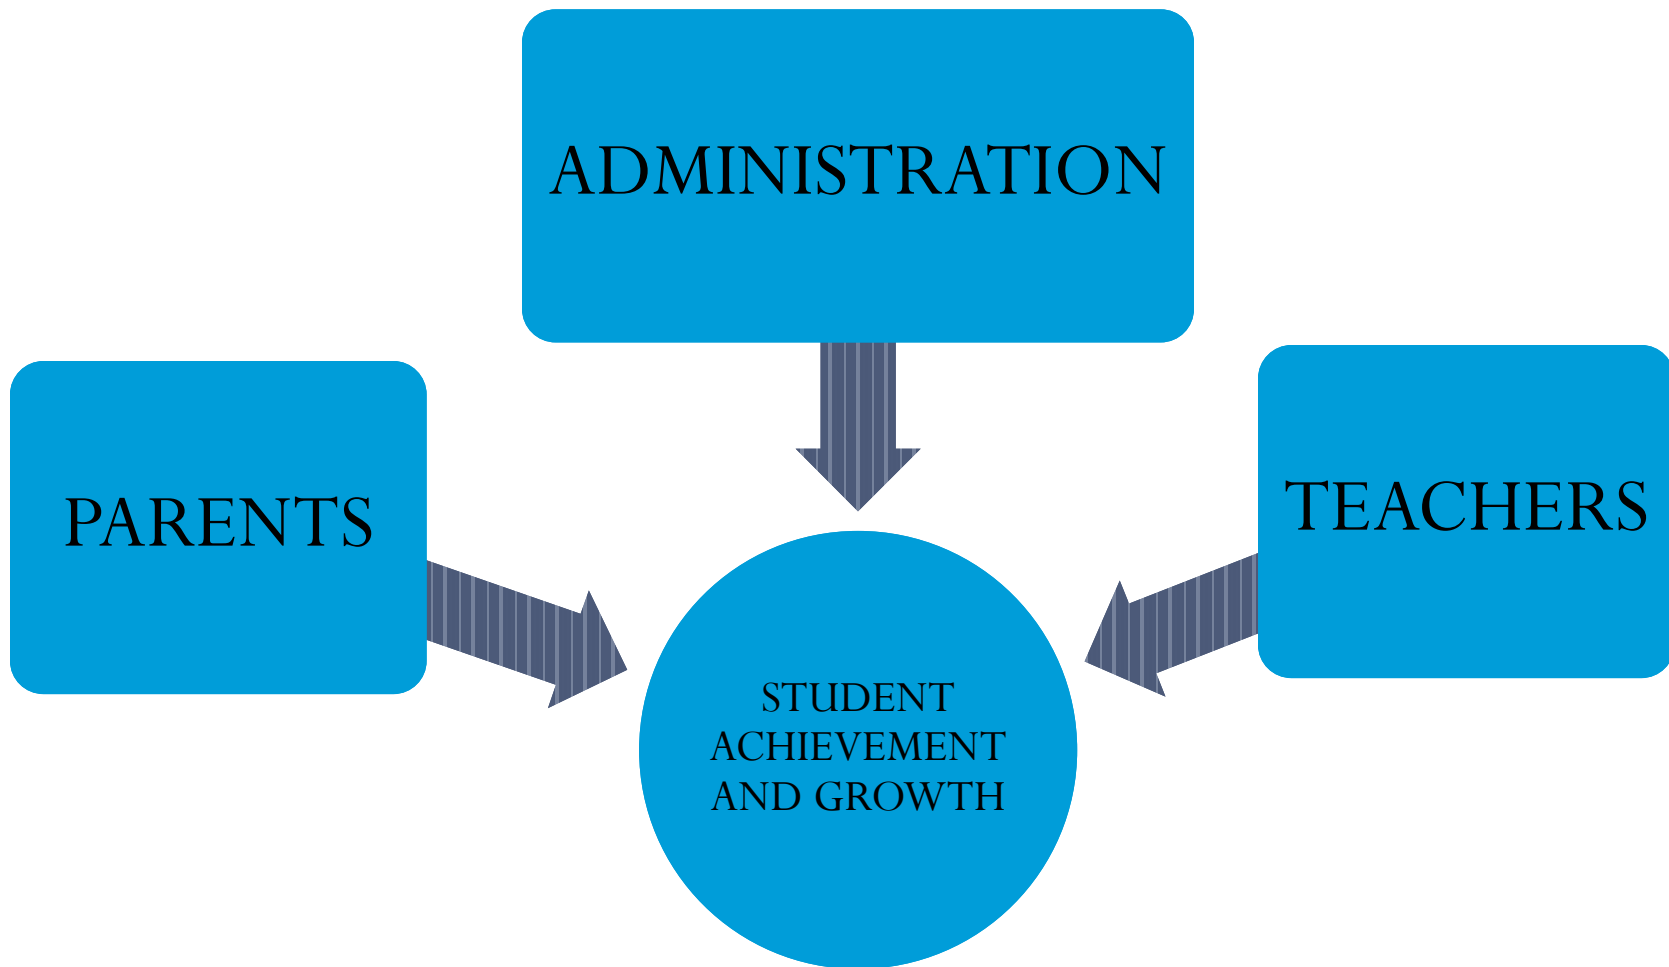 ADMINISTRATION
PARENTS
TEACHERS
STUDENT
ACHIEVEMENT
AND GROWTH